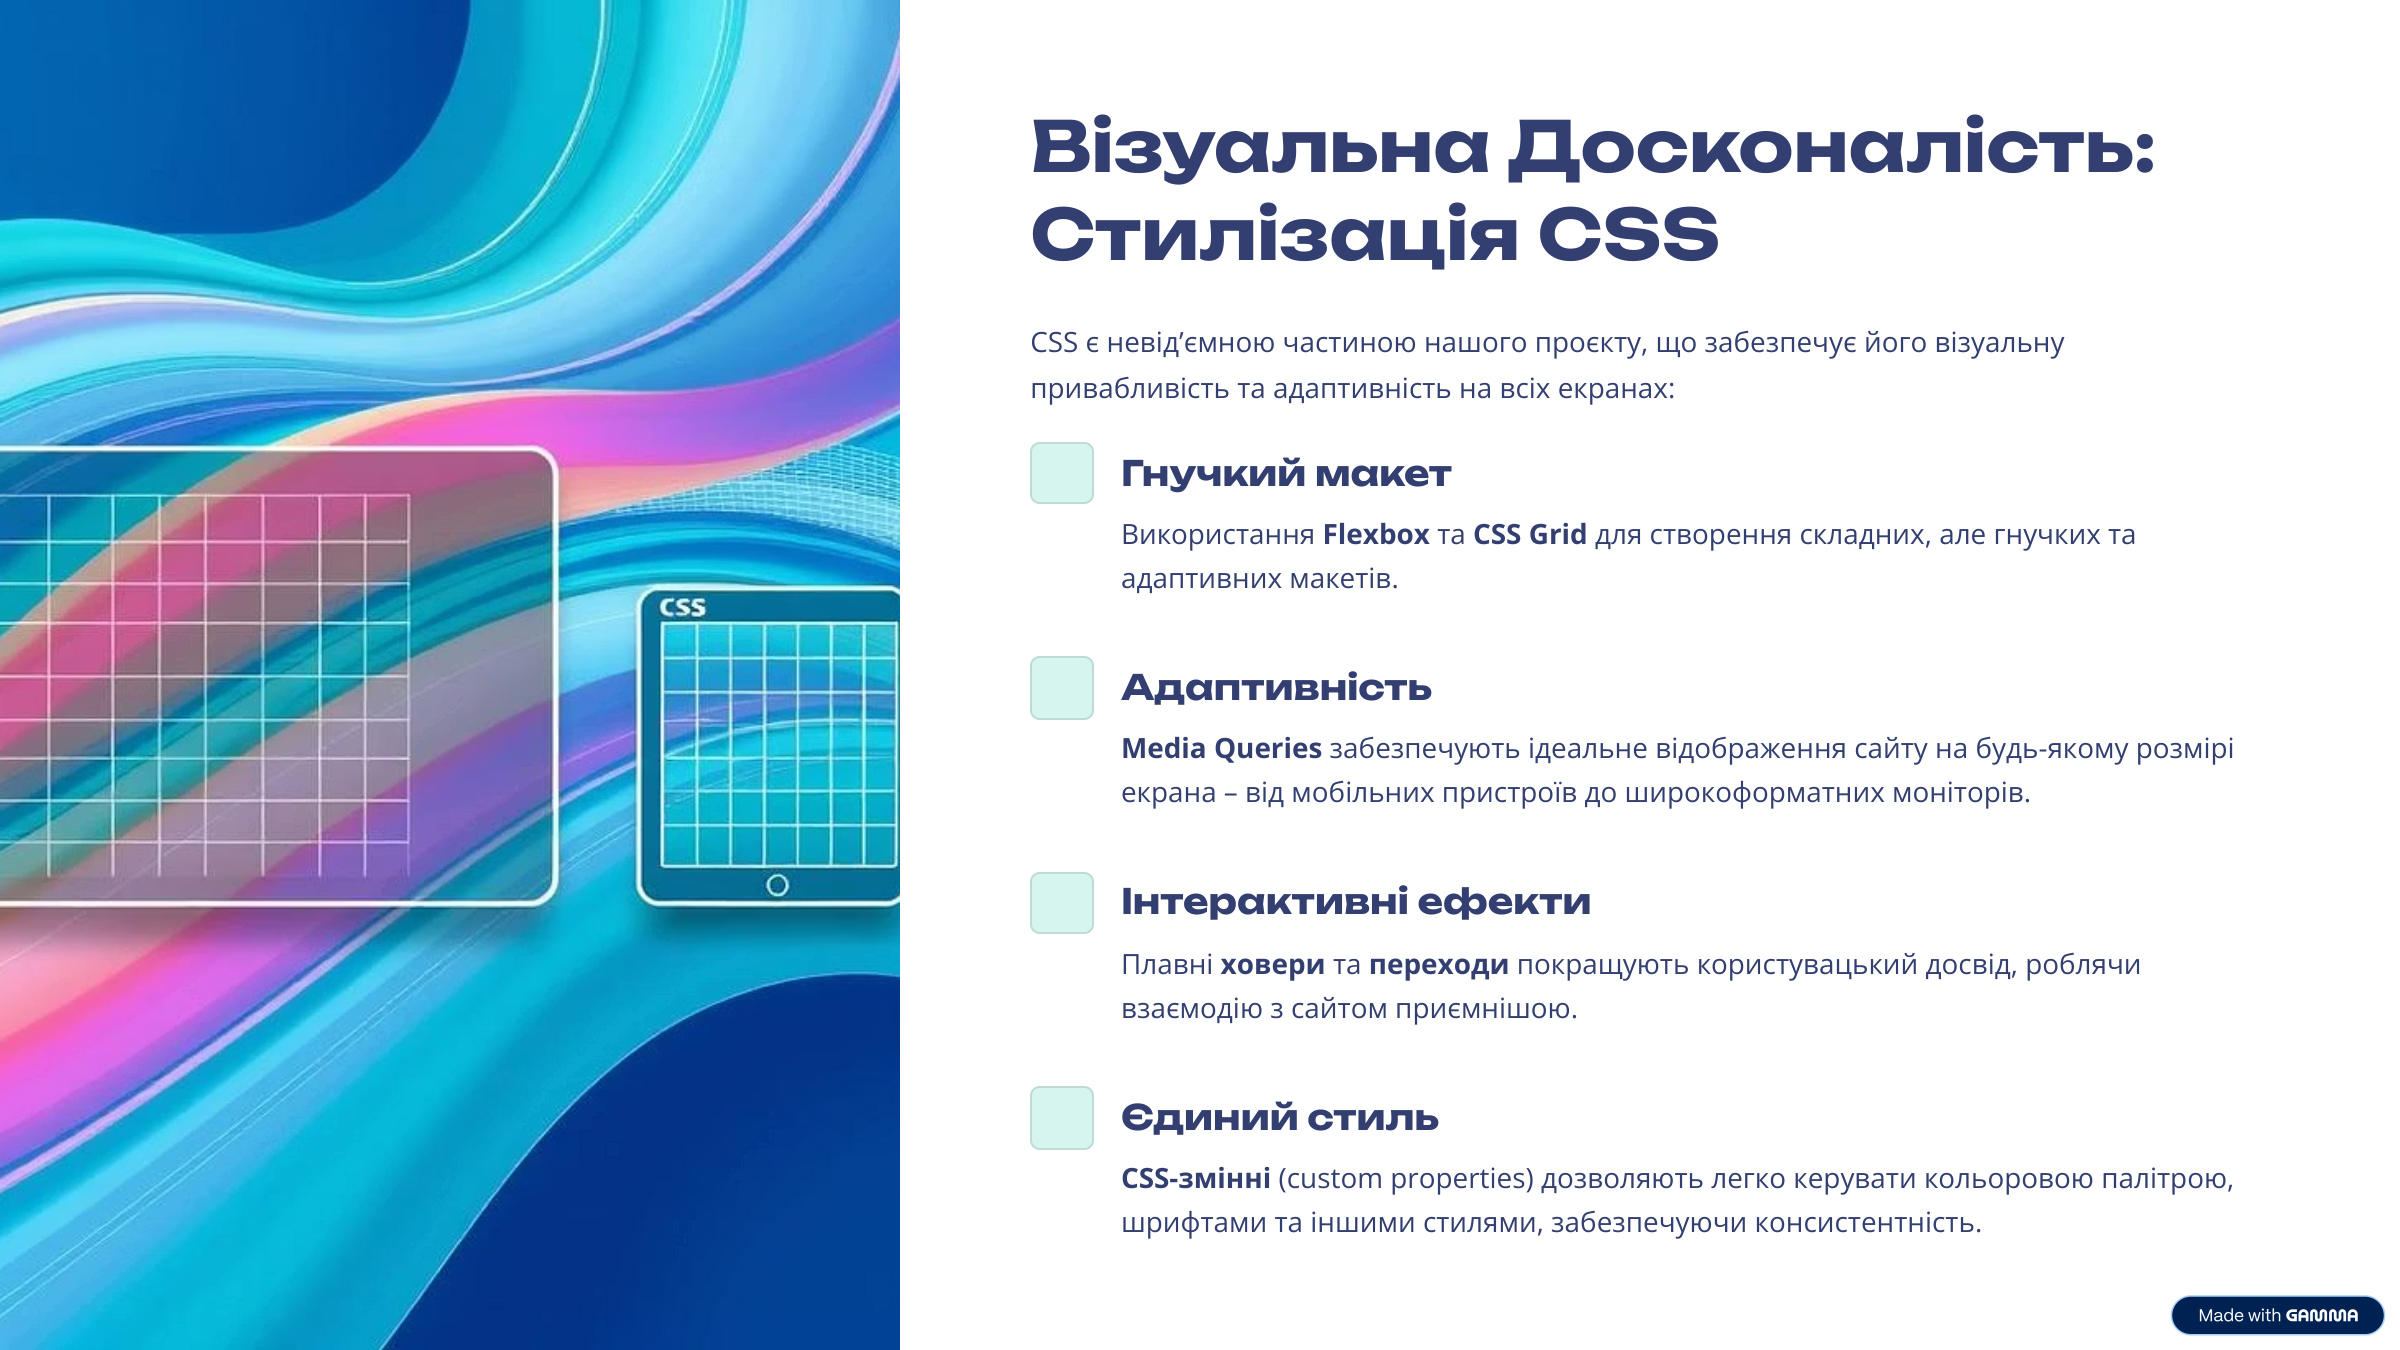 Візуальна Досконалість:
Стилізація CSS
CSS є невід’ємною частиною нашого проєкту, що забезпечує його візуальну
привабливість та адаптивність на всіх екранах:
Гнучкий макет
Використання Flexbox та CSS Grid для створення складних, але гнучких та
адаптивних макетів.
Адаптивність
Media Queries забезпечують ідеальне відображення сайту на будь-якому розмірі
екрана – від мобільних пристроїв до широкоформатних моніторів.
Інтерактивні ефекти
Плавні ховери та переходи покращують користувацький досвід, роблячи
взаємодію з сайтом приємнішою.
Єдиний стиль
CSS-змінні (custom properties) дозволяють легко керувати кольоровою палітрою,
шрифтами та іншими стилями, забезпечуючи консистентність.
CSS
Made with GAMMA